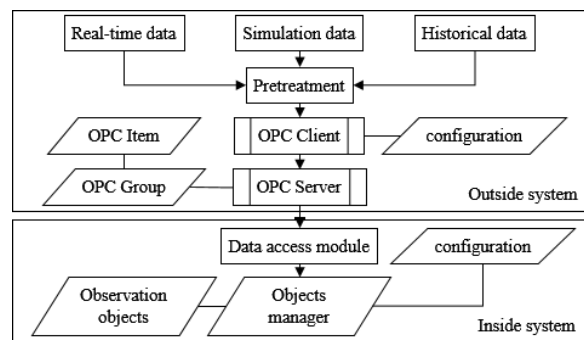 Real-time data
Simulation data
Historical data
Pretreatment
OPC Item
OPC Client
configuration
OPC Group
OPC Server
Outside system
Data access module
configuration
Observation
objects
Objects
manager
Inside system